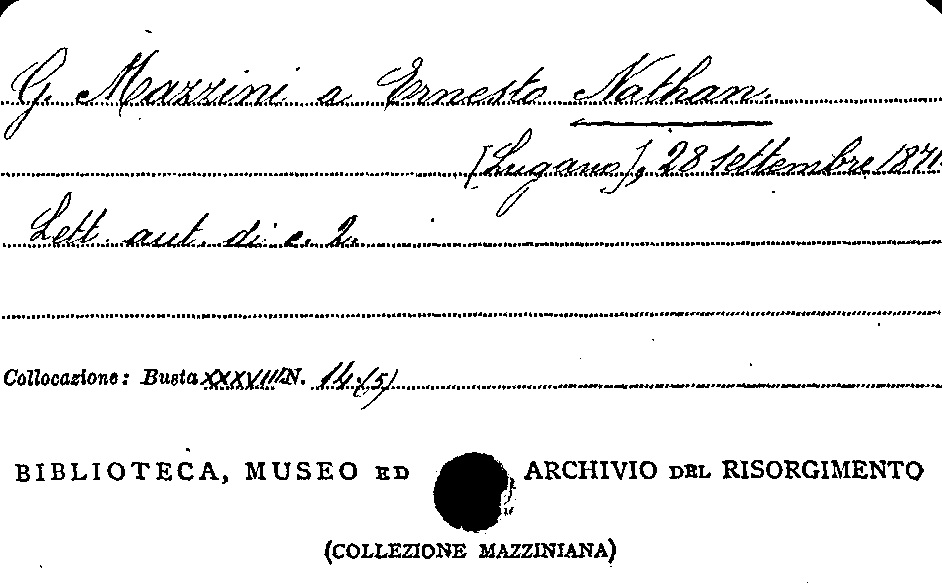 G. Mazzini a Ernesto Nathan.
[Lugano], 28 settembre 1871.
Lett. aut. di c. 2.
Collocazione: Busta XXXVIII N. 14 (5)
BIBLIOTECA, MUSEO ED ARCHIVIO DEL RISORGIMENTO
(COLLEZIONE MAZZINIANA)